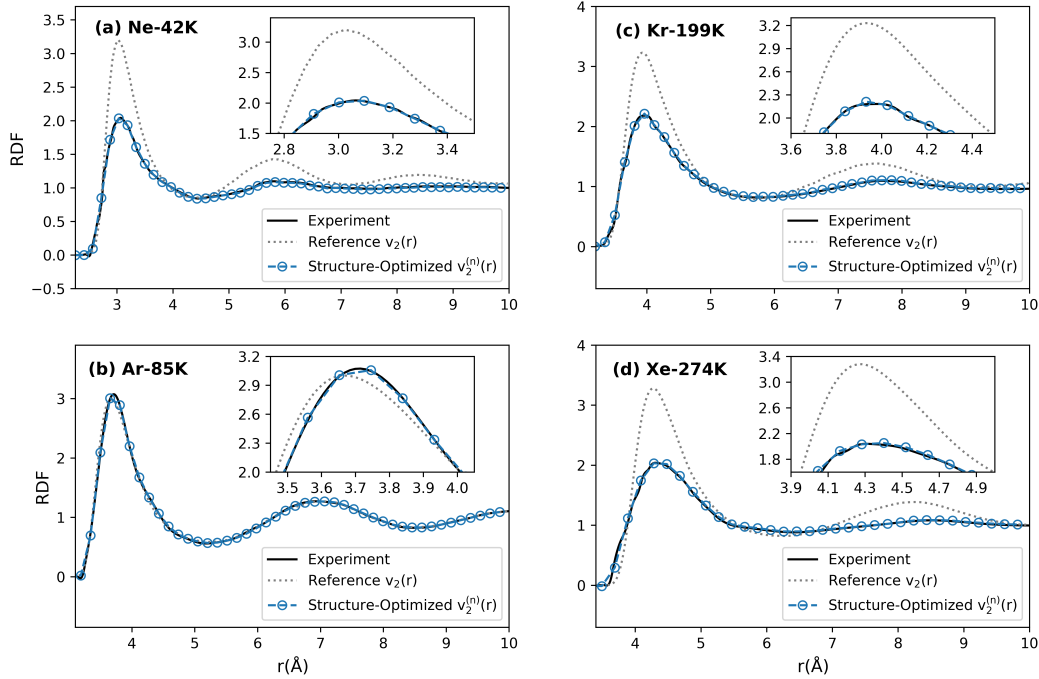 (a) Ne-42K
RDF
3.5
3.0
2.5
2.0
1.5
1.0
0.5
0.0
−0.5
3 4 5 6 7 8 9 10
3.0
2.5
2.0
1.5
2.8 3.0 3.2 3.4
Experiment
Reference v₂(r)
Structure-Optimized v₂⁽ⁿ⁾(r)
(c) Kr-199K
4
3
2
1
0
4 5 6 7 8 9 10
3.0
2.7
2.4
2.1
1.8
3.6 3.8 4.0 4.2 4.4
Experiment
Reference v₂(r)
Structure-Optimized v₂⁽ⁿ⁾(r)
(b) Ar-85K
RDF
3
2
1
0
4 5 6 7 8 9 10
r(Å)
3.2
2.9
2.6
2.3
2.0
3.5 3.6 3.7 3.8 3.9 4.0
Experiment
Reference v₂(r)
Structure-Optimized v₂⁽ⁿ⁾(r)
(d) Xe-274K
4
3
2
1
0
4 5 6 7 8 9 10
r(Å)
3.4
3.0
2.6
2.2
1.8
3.9 4.1 4.3 4.5 4.7 4.9
Experiment
Reference v₂(r)
Structure-Optimized v₂⁽ⁿ⁾(r)